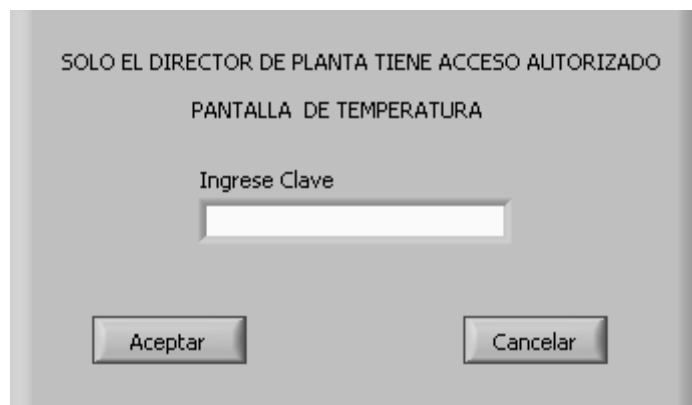 SOLO EL DIRECTOR DE PLANTA TIENE ACCESO AUTORIZADO
PANTALLA DE TEMPERATURA
Ingrese Clave
Aceptar
Cancelar